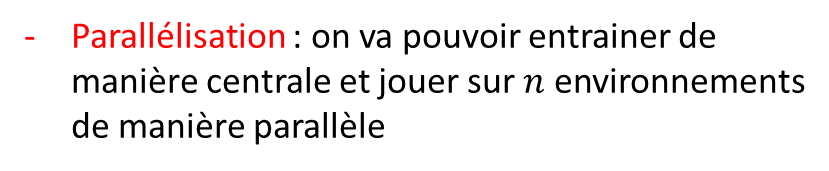 - Parallélisation : on va pouvoir entrainer de
manière centrale et jouer sur n environnements
de manière parallèle